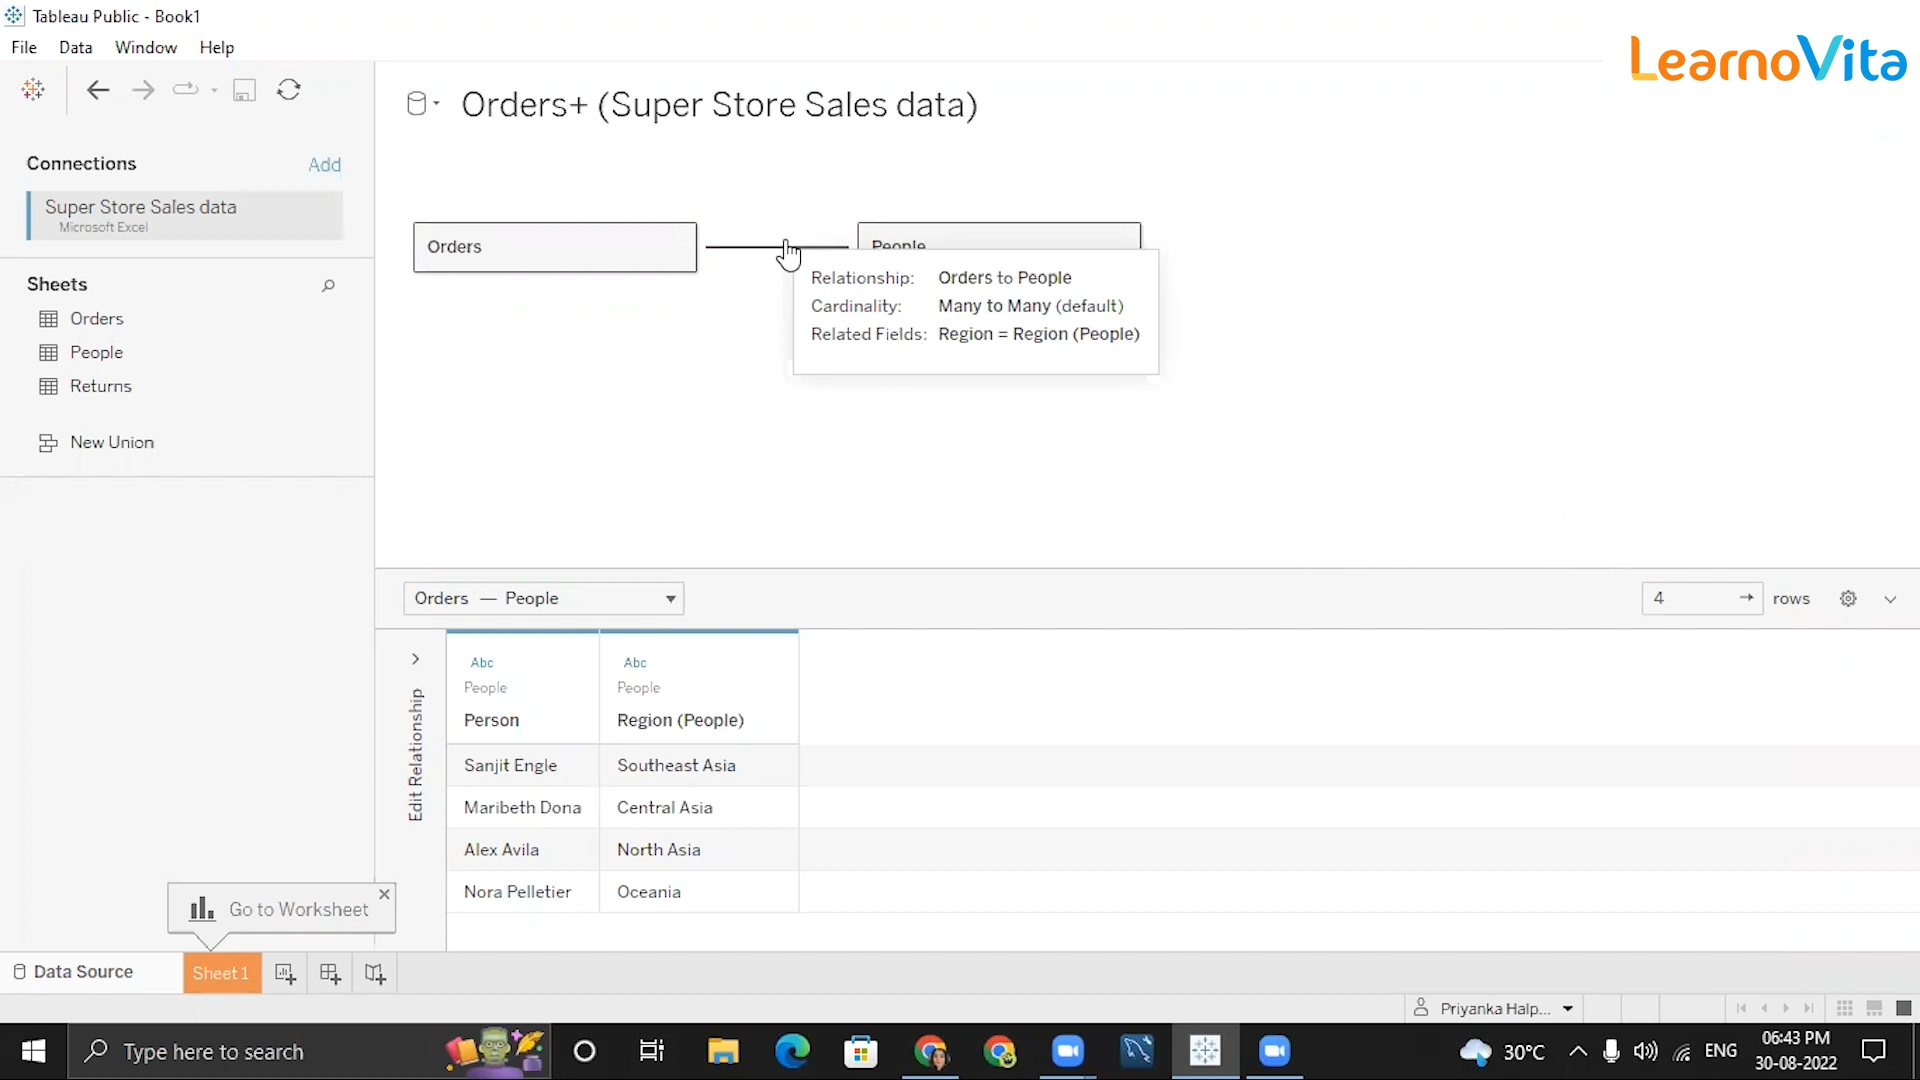 Tableau Public - Book1
File Data Window Help
LearnoVita
Orders+ (Super Store Sales data)
Connections Add
Super Store Sales data
Microsoft Excel
Sheets
Orders
People
Returns
New Union
Orders
People
Relationship: Orders to People
Cardinality: Many to Many (default)
Related Fields: Region = Region (People)
ACTE
Orders — People
4 rows
Edit Relationship
Abc Abc
People People
Person Region (People)
Sanjit Engle Southeast Asia
Maribeth Dona Central Asia
Alex Avila North Asia
Nora Pelletier Oceania
Go to Worksheet
Data Source Sheet 1
Priyanka Halp...
Type here to search
30°C ENG
06:43 PM
30-08-2022